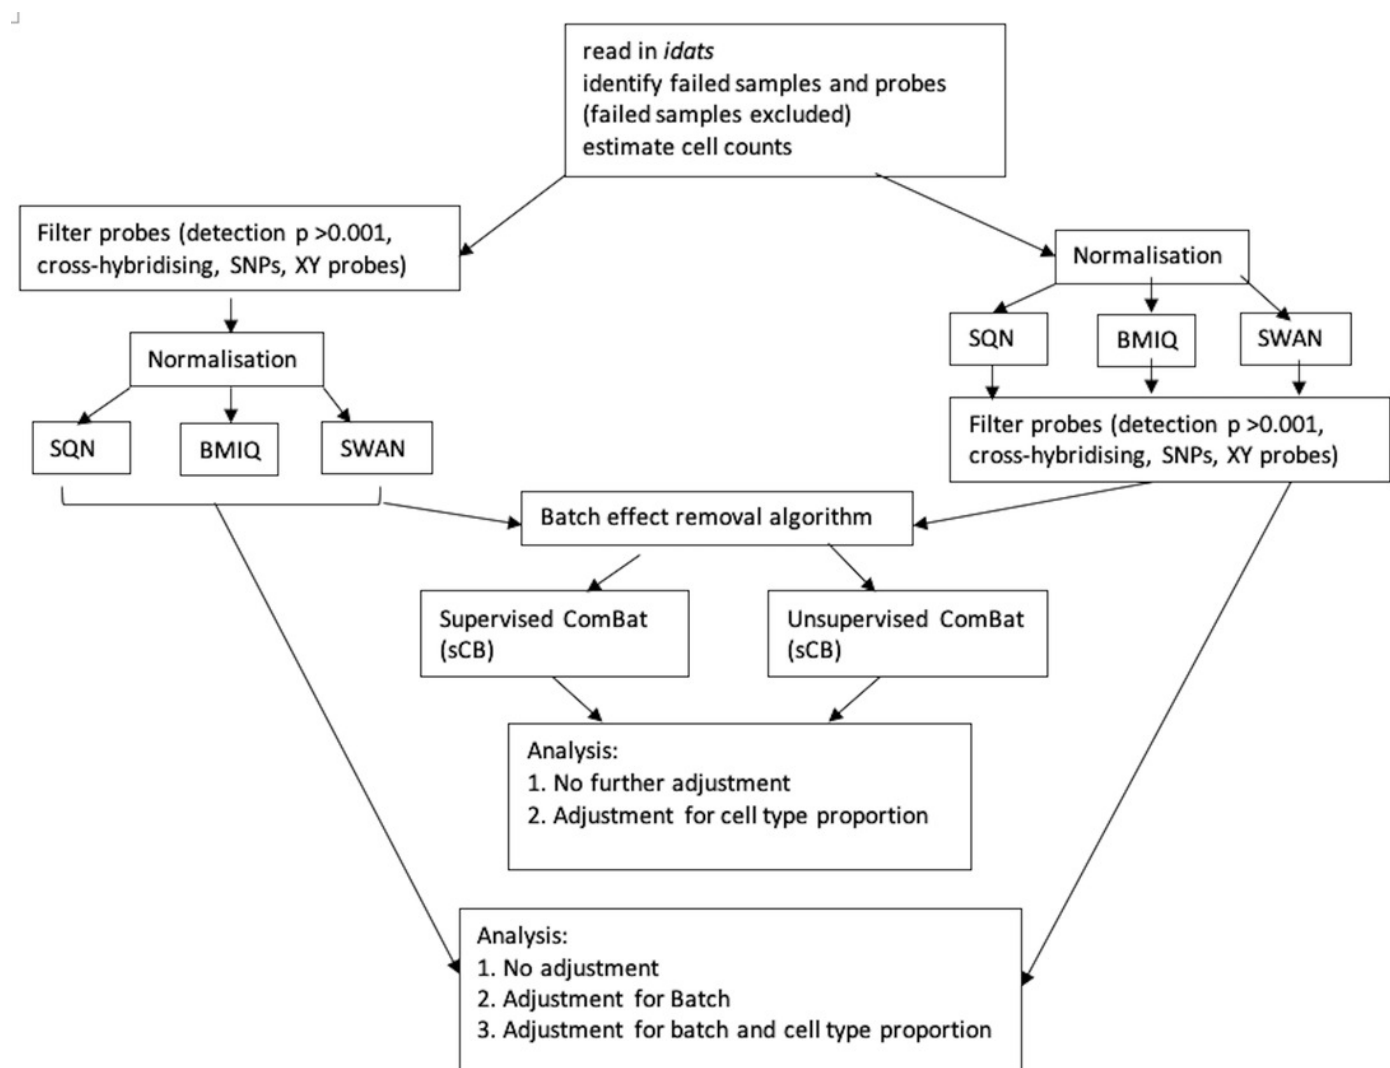 read in idats
identify failed samples and probes
(failed samples excluded)
estimate cell counts
Filter probes (detection p >0.001,
cross-hybridising, SNPs, XY probes)
Normalisation
SQN
BMIQ
SWAN
Normalisation
SQN
BMIQ
SWAN
Filter probes (detection p >0.001,
cross-hybridising, SNPs, XY probes)
Batch effect removal algorithm
Supervised ComBat
(sCB)
Unsupervised ComBat
(sCB)
Analysis:
1. No further adjustment
2. Adjustment for cell type proportion
Analysis:
1. No adjustment
2. Adjustment for Batch
3. Adjustment for batch and cell type proportion